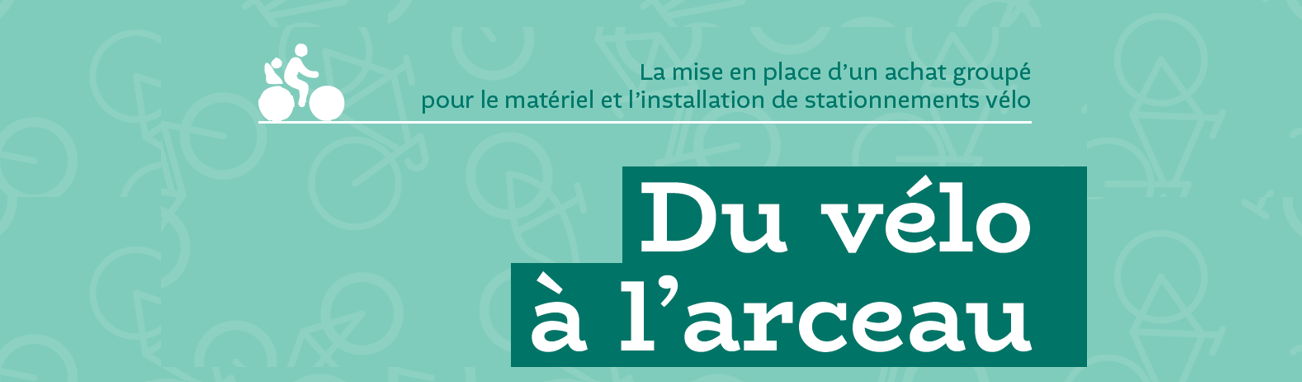 La mise en place d’un achat groupé
pour le matériel et l’installation de stationnements vélo
Du vélo
à l’arceau